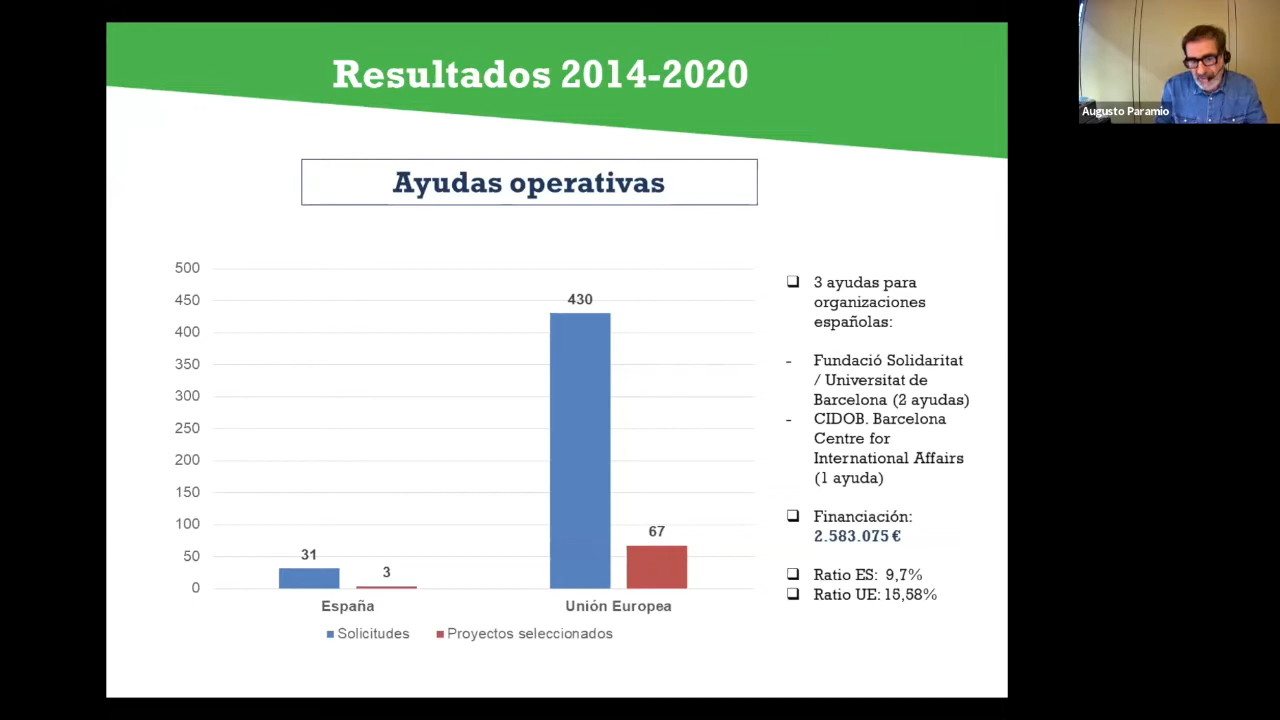 Resultados 2014-2020
Augusto Paramio
Ayudas operativas
500
450
400
350
300
250
200
150
100
50
0
430
67
31
3
España
Unión Europea
Solicitudes
Proyectos seleccionados
❑ 3 ayudas para
organizaciones
españolas:
- Fundació Solidaritat
/ Universitat de
Barcelona (2 ayudas)
- CIDOB. Barcelona
Centre for
International Affairs
(1 ayuda)
❑ Financiación:
2.583.075 €
❑ Ratio ES: 9,7%
❑ Ratio UE: 15,58%